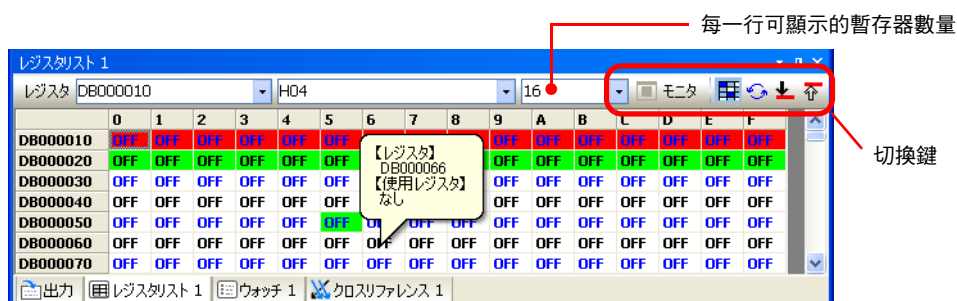 每一行可顯示的暫存器數量
レジスタリスト 1
レジスタ DB000010 H04 16 モニタ
0 1 2 3 4 5 6 7 8 9 A B C D E F
切換鍵
DB000010 OFF OFF OFF OFF OFF OFF OFF OFF OFF OFF OFF OFF OFF
DB000020 OFF OFF OFF OFF OFF OFF OFF OFF OFF OFF OFF OFF OFF
DB000030 OFF OFF OFF OFF OFF OFF OFF OFF OFF OFF OFF OFF OFF
DB000040 OFF OFF OFF OFF OFF OFF OFF OFF OFF OFF OFF OFF OFF
DB000050 OFF OFF OFF OFF OFF OFF OFF OFF OFF OFF OFF OFF OFF
DB000060 OFF OFF OFF OFF OFF OFF OFF OFF OFF OFF OFF OFF OFF OFF OFF OFF
DB000070 OFF OFF OFF OFF OFF OFF OFF OFF OFF OFF OFF OFF OFF OFF OFF OFF
【レジスタ】
DB000066
【使用レジスタ】
なし
出力 レジスタリスト 1 ウォッチ 1 クロスリファレンス 1